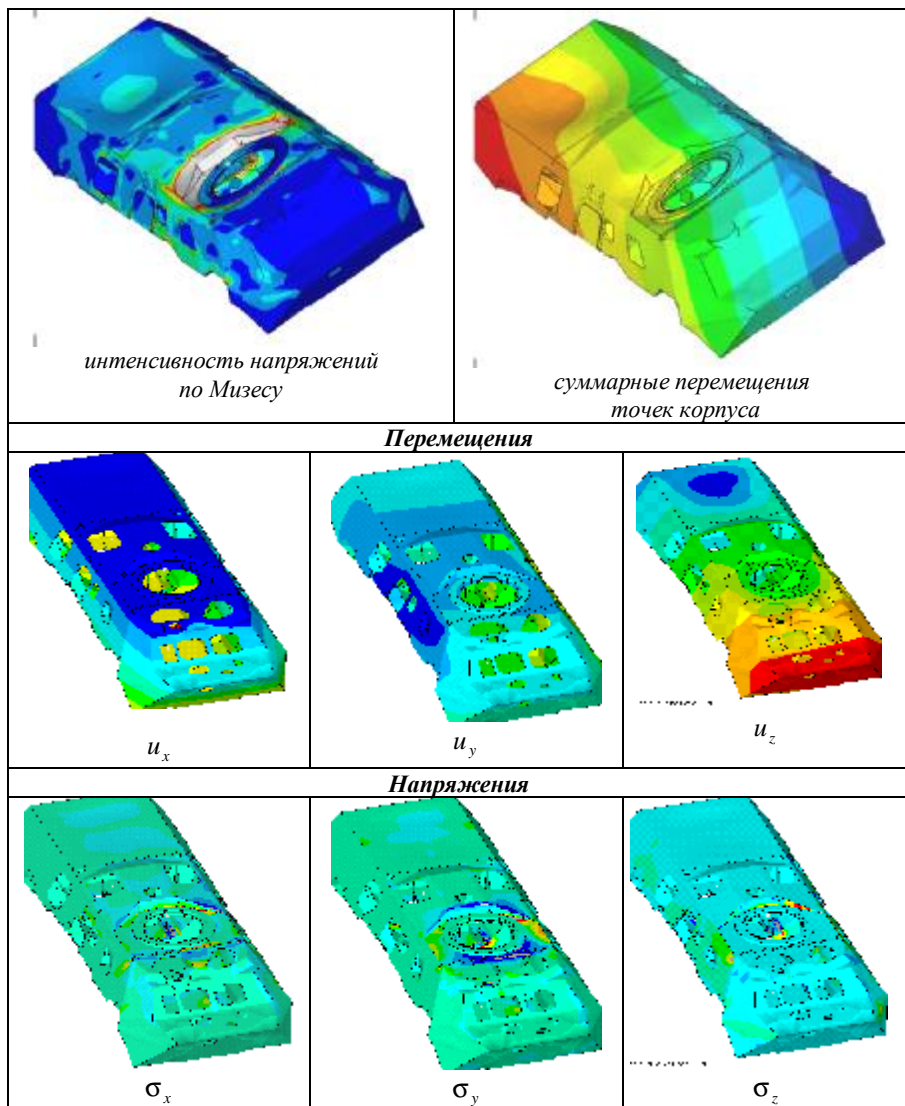 интенсивность напряжений
по Мизесу
суммарные перемещения
точек корпуса
Перемещения
u_x
u_y
u_z
Напряжения
σ_x
σ_y
σ_z